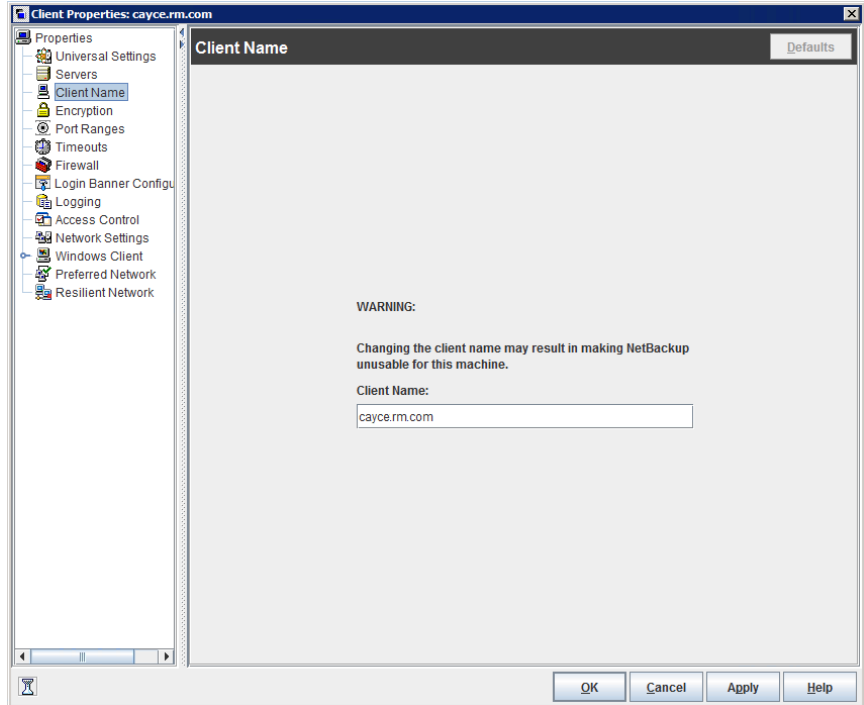 Client Properties: cayce.rm.com
Properties
Universal Settings
Servers
Client Name
Encryption
Port Ranges
Timeouts
Firewall
Login Banner Configu
Logging
Access Control
Network Settings
Windows Client
Preferred Network
Resilient Network
Client Name
Defaults
WARNING:
Changing the client name may result in making NetBackup
unusable for this machine.
Client Name:
cayce.rm.com
OK
Cancel
Apply
Help